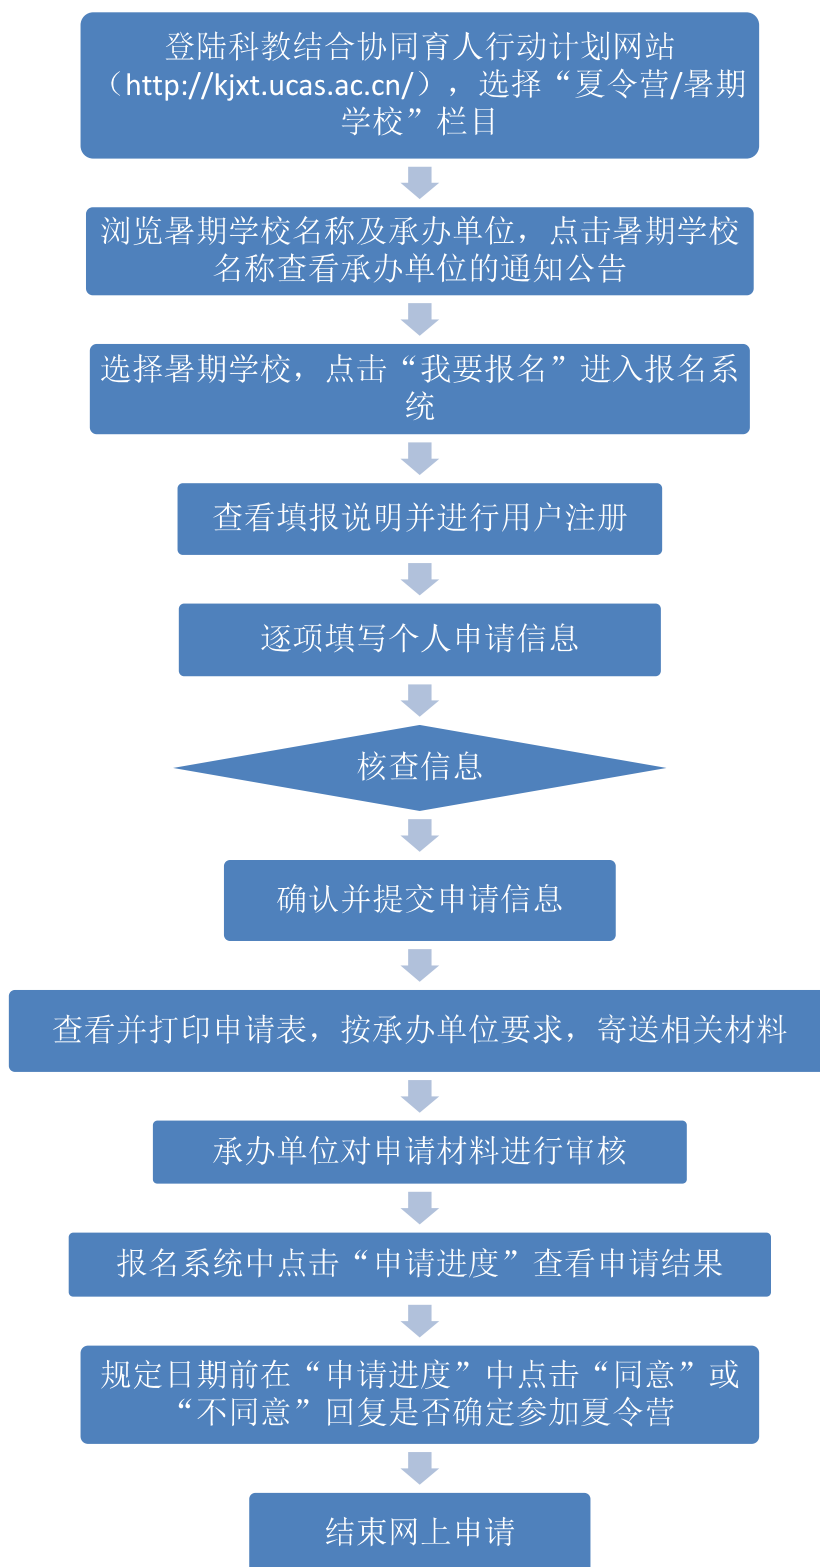 登陆科教结合协同育人行动计划网站
（http://kjxt.ucas.ac.cn/），选择“夏令营/暑期
学校”栏目
浏览暑期学校名称及承办单位，点击暑期学校
名称查看承办单位的通知公告
选择暑期学校，点击“我要报名”进入报名系
统
查看填报说明并进行用户注册
逐项填写个人申请信息
核查信息
确认并提交申请信息
查看并打印申请表，按承办单位要求，寄送相关材料
承办单位对申请材料进行审核
报名系统中点击“申请进度”查看申请结果
规定日期前在“申请进度”中点击“同意”或
“不同意”回复是否确定参加夏令营
结束网上申请